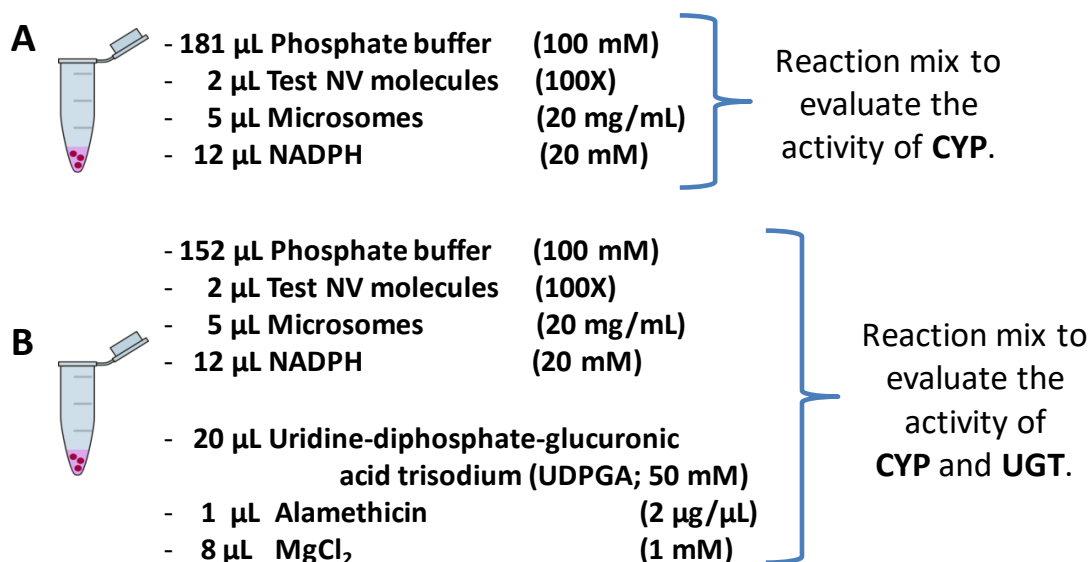 A
- 181 µL Phosphate buffer (100 mM)
- 2 µL Test NV molecules (100X)
- 5 µL Microsomes (20 mg/mL)
- 12 µL NADPH (20 mM)
Reaction mix to
evaluate the
activity of CYP.
B
- 152 µL Phosphate buffer (100 mM)
- 2 µL Test NV molecules (100X)
- 5 µL Microsomes (20 mg/mL)
- 12 µL NADPH (20 mM)
- 20 µL Uridine-diphosphate-glucuronic
acid trisodium (UDPGA; 50 mM)
- 1 µL Alamethicin (2 µg/µL)
- 8 µL MgCl₂ (1 mM)
Reaction mix to
evaluate the
activity of
CYP and UGT.